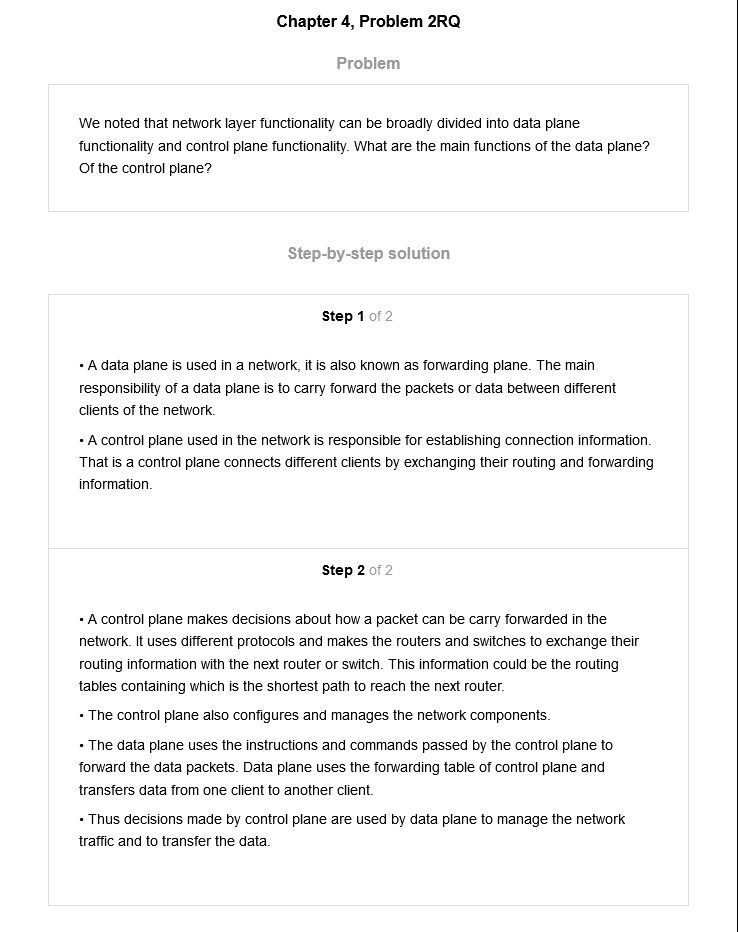 Chapter 4, Problem 2RQ
Problem
We noted that network layer functionality can be broadly divided into data plane
functionality and control plane functionality. What are the main functions of the data plane?
Of the control plane?
Step-by-step solution
Step 1 of 2
• A data plane is used in a network, it is also known as forwarding plane. The main
responsibility of a data plane is to carry forward the packets or data between different
clients of the network.
• A control plane used in the network is responsible for establishing connection information.
That is a control plane connects different clients by exchanging their routing and forwarding
information.
Step 2 of 2
• A control plane makes decisions about how a packet can be carry forwarded in the
network. It uses different protocols and makes the routers and switches to exchange their
routing information with the next router or switch. This information could be the routing
tables containing which is the shortest path to reach the next router.
• The control plane also configures and manages the network components.
• The data plane uses the instructions and commands passed by the control plane to
forward the data packets. Data plane uses the forwarding table of control plane and
transfers data from one client to another client.
• Thus decisions made by control plane are used by data plane to manage the network
traffic and to transfer the data.